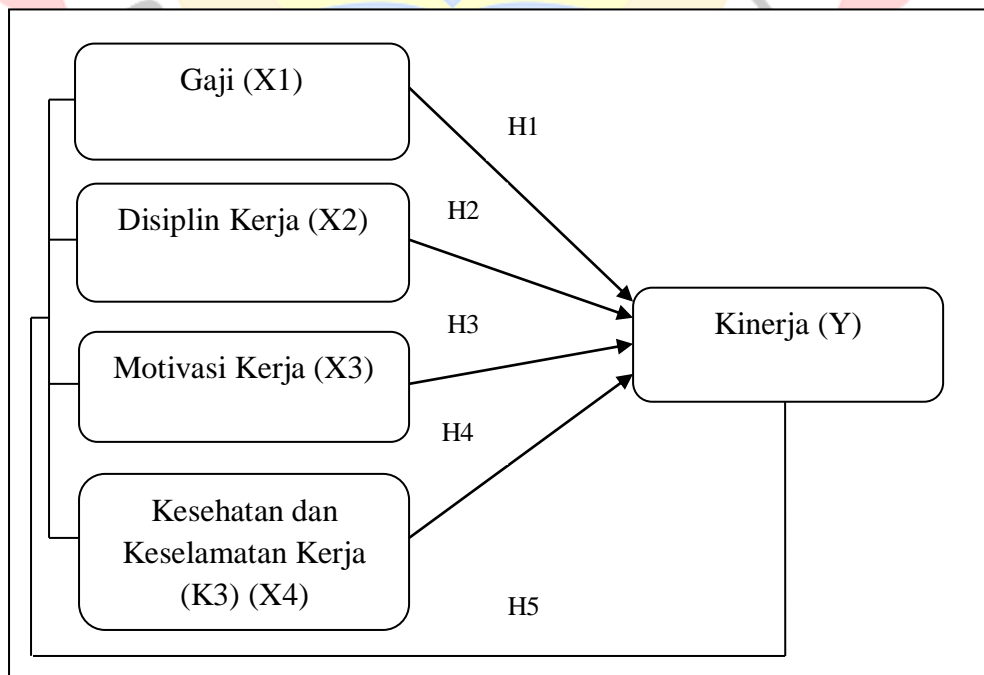 Gaji (X1)
H1
Disiplin Kerja (X2)
H2
H3
Kinerja (Y)
Motivasi Kerja (X3)
H4
Kesehatan dan
Keselamatan Kerja
(K3) (X4)
H5